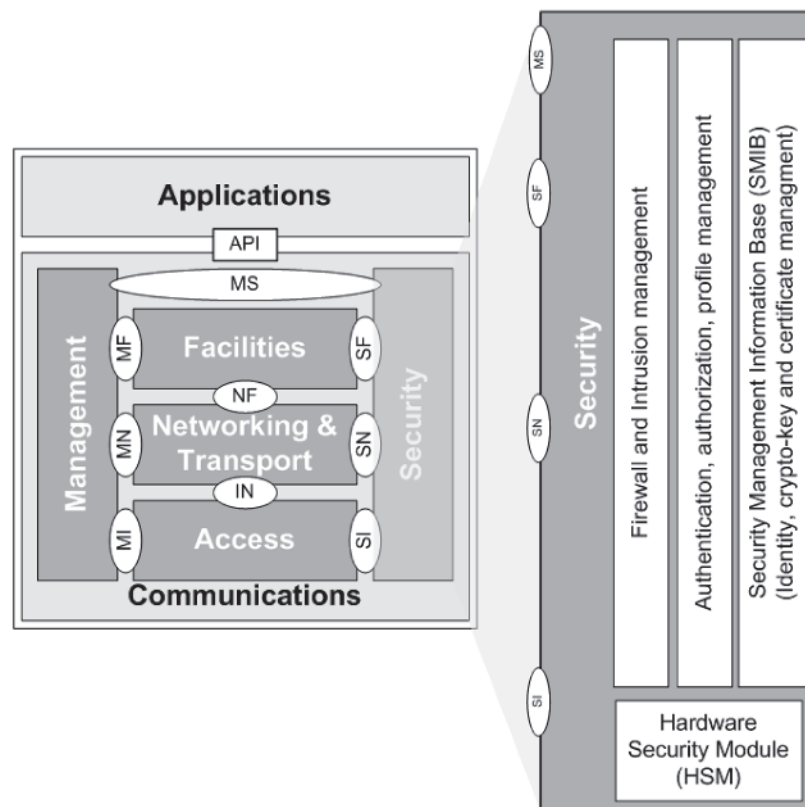 Applications
API
MS
Management
MF
Facilities
SF
NF
MN
Networking &
Transport
SN
IN
MI
Access
SI
Security
Communications
MS
SF
SN
SI
Security
Firewall and Intrusion management
Authentication, authorization, profile management
Security Management Information Base (SMIB)
(Identity, crypto-key and certificate managment)
Hardware
Security Module
(HSM)